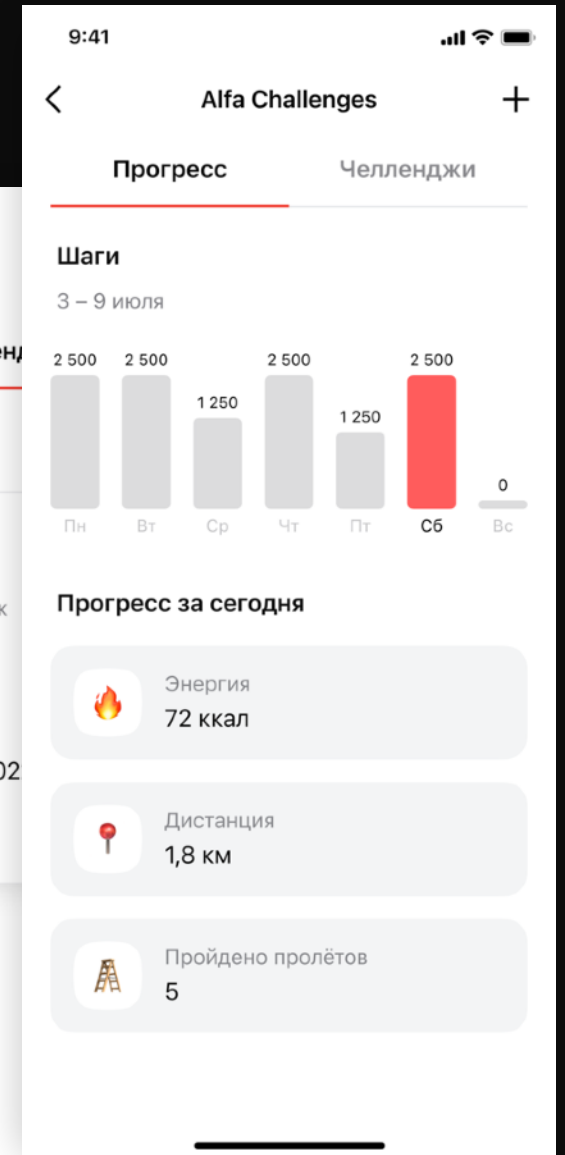 9:41
Alfa Challenges
Прогресс Челленджи
Шаги
3 – 9 июля
2 500 2 500 1 250 2 500 1 250 2 500 0
Пн Вт Ср Чт Пт Сб Вс
Прогресс за сегодня
Энергия
72 ккал
Дистанция
1,8 км
Пройдено пролётов
5